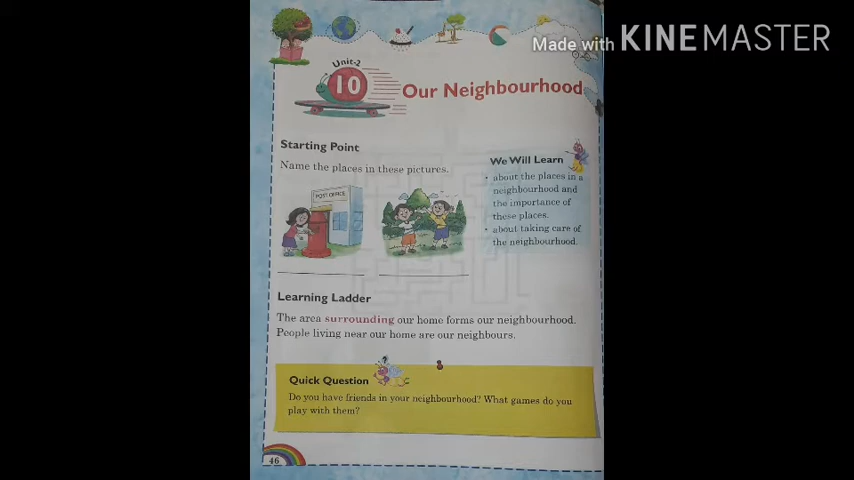 Made with KINEMASTER
Unit-2
10
Our Neighbourhood
Starting Point
Name the places in these pictures.
POST OFFICE
We Will Learn
• about the places in a
neighbourhood and
the importance of
these places.
• about taking care of
the neighbourhood.
Learning Ladder
The area surrounding our home forms our neighbourhood.
People living near our home are our neighbours.
Quick Question
Do you have friends in your neighbourhood? What games do you
play with them?
46